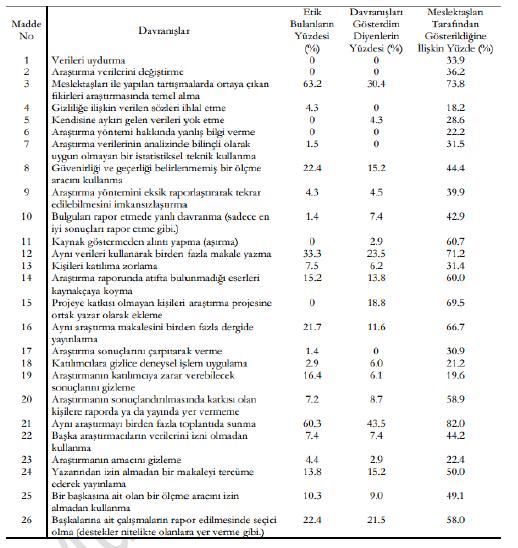 Madde No Davranışlar Etik Bulanların Yüzdesi (%) Davranışları Gösterdim Diyenlerin Yüzdesi (%) Meslektaşları Tarafından Gösterildiğine İlişkin Yüzde (%)
1 Verileri uydurma 0 0 33.9
2 Araştırma verilerini değiştirme 0 0 36.2
3 Meslektaşları ile yapılan tartışmalarda ortaya çıkan 63.2 30.4 73.8
fikirleri araştırmasında temel alma
4 Gizliliğe ilişkin verilen sözleri ihlal etme 4.3 0 18.2
5 Kendisine aykırı gelen verileri yok etme 0 4.3 28.6
6 Araştırma yöntemi hakkında yanlış bilgi verme 0 0 22.2
7 Araştırma verilerinin analizinde bilinçli olarak 1.5 0 31.5
uygun olmayan bir istatistiksel teknik kullanma
8 Güvenirliği ve geçerliği belirlenmemiş bir ölçme 22.4 15.2 44.4
aracını kullanma
9 Araştırma yöntemini eksik raporlaştırarak tekrar 4.3 4.5 39.9
edilebilmesini imkansızlaştırma
10 Bulguları rapor etmede yanlı davranma (sadece en 1.4 7.4 42.9
iyi sonuçları rapor etme gibi.)
11 Kaynak göstermeden alıntı yapma (aşırma) 0 2.9 60.7
12 Aynı verileri kullanarak birden fazla makale yazma 33.3 23.5 71.2
13 Kişileri katılıma zorlama 7.5 6.2 31.4
14 Araştırma raporunda atıfta bulunmadığı eserleri 15.2 13.8 60.0
kaynakçaya koyma
15 Projeye katkısı olmayan kişileri araştırma projesine 0 18.8 69.5
ortak yazar olarak ekleme
16 Aynı araştırma makalesini birden fazla dergide 21.7 11.6 66.7
yayınlatma
17 Araştırma sonuçlarını çarpıtarak verme 1.4 0 30.9
18 Katılımcılara gizlice deneysel işlem uygulama 2.9 6.0 21.2
19 Araştırmanın katılımcıya zarar verebilecek 16.4 6.1 19.6
sonuçlarını gizleme
20 Araştırmanın sonuçlandırılmasında katkısı olan 7.2 8.7 58.9
kişilere raporda ya da yayında yer vermeme
21 Aynı araştırmayı birden fazla toplantıda sunma 60.3 43.5 82.0
22 Başka araştırmacıların verilerini izni olmadan 7.4 7.4 44.2
kullanma
23 Araştırmanın amacını gizleme 4.4 2.9 22.4
24 Yazarından izin almadan bir makaleyi tercüme 13.8 15.2 50.0
ederek yayınlama
25 Bir başkasına ait olan bir ölçme aracını izin 10.3 9.0 49.1
almadan kullanma
26 Başkalarına ait çalışmaların rapor edilmesinde seçici 22.4 21.5 58.0
olma (destekler nitelikte olanlara yer verme gibi.)